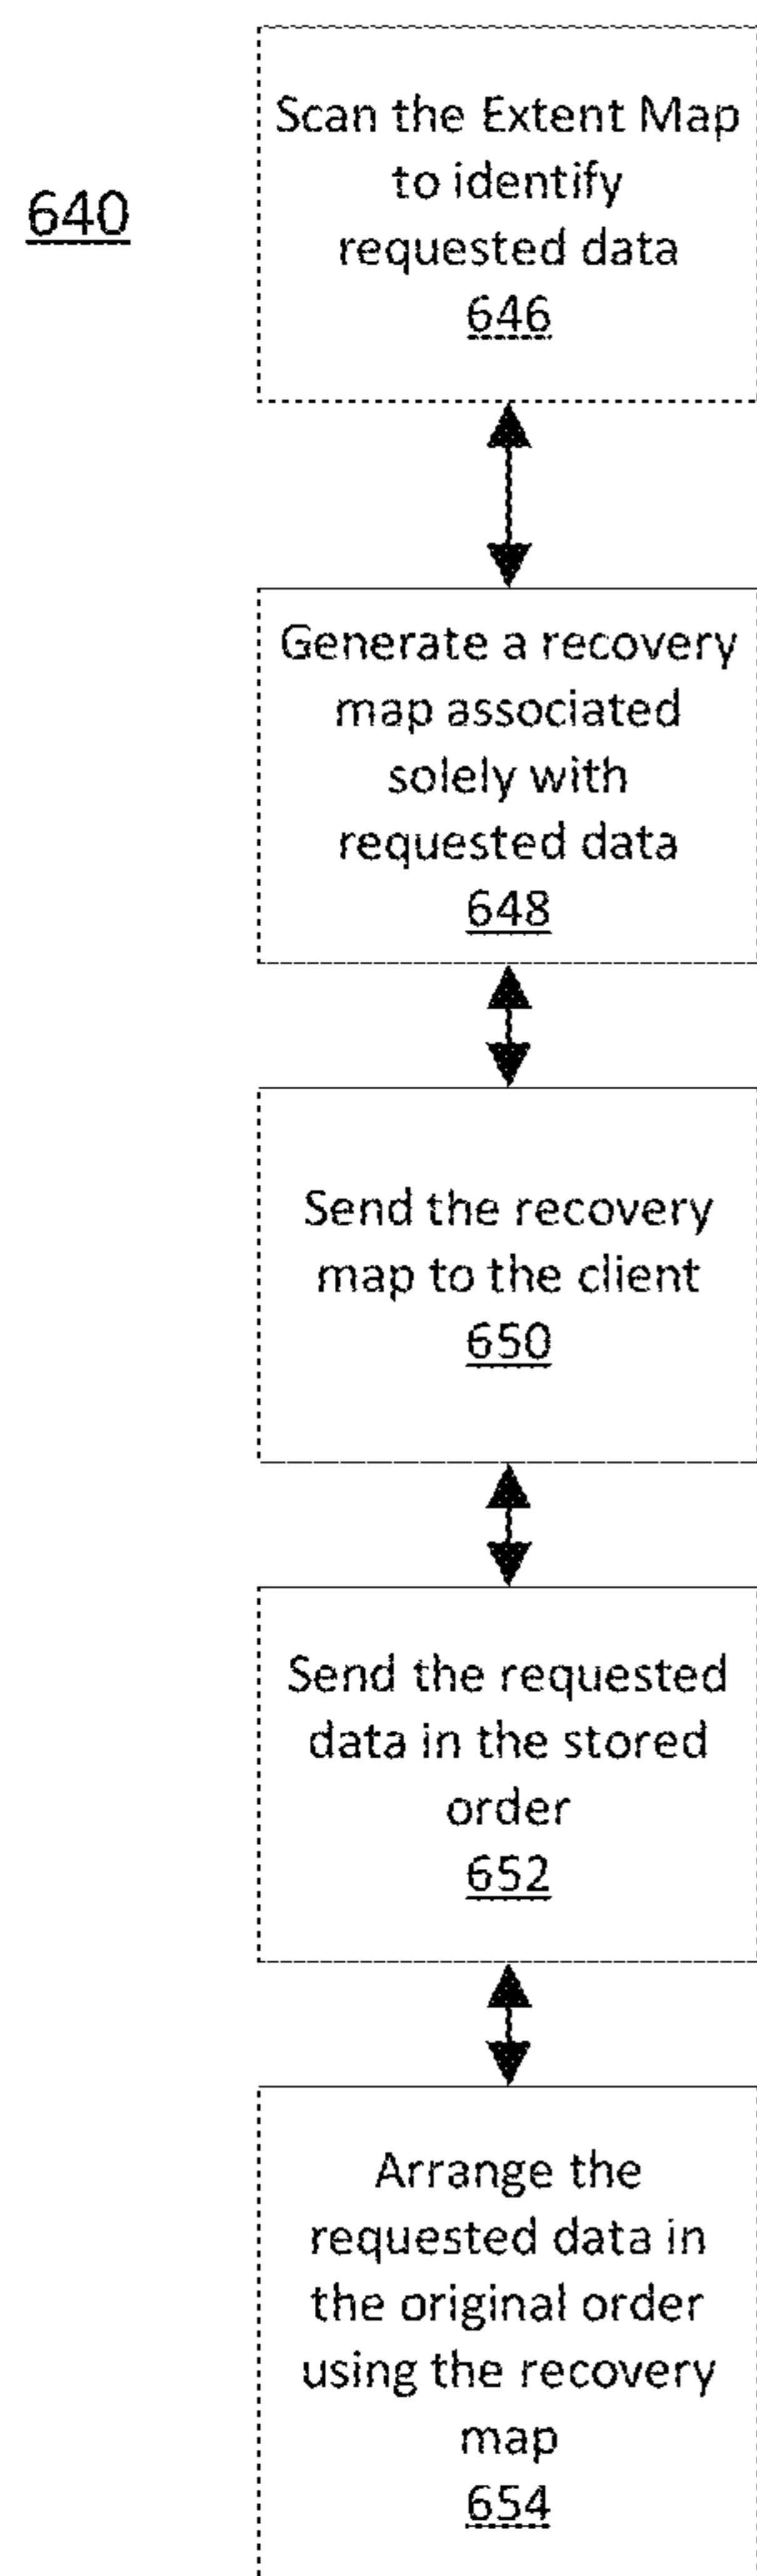 640
Scan the Extent Map
to identify
requested data
646
Generate a recovery
map associated
solely with
requested data
648
Send the recovery
map to the client
650
Send the requested
data in the stored
order
652
Arrange the
requested data in
the original order
using the recovery
map
654